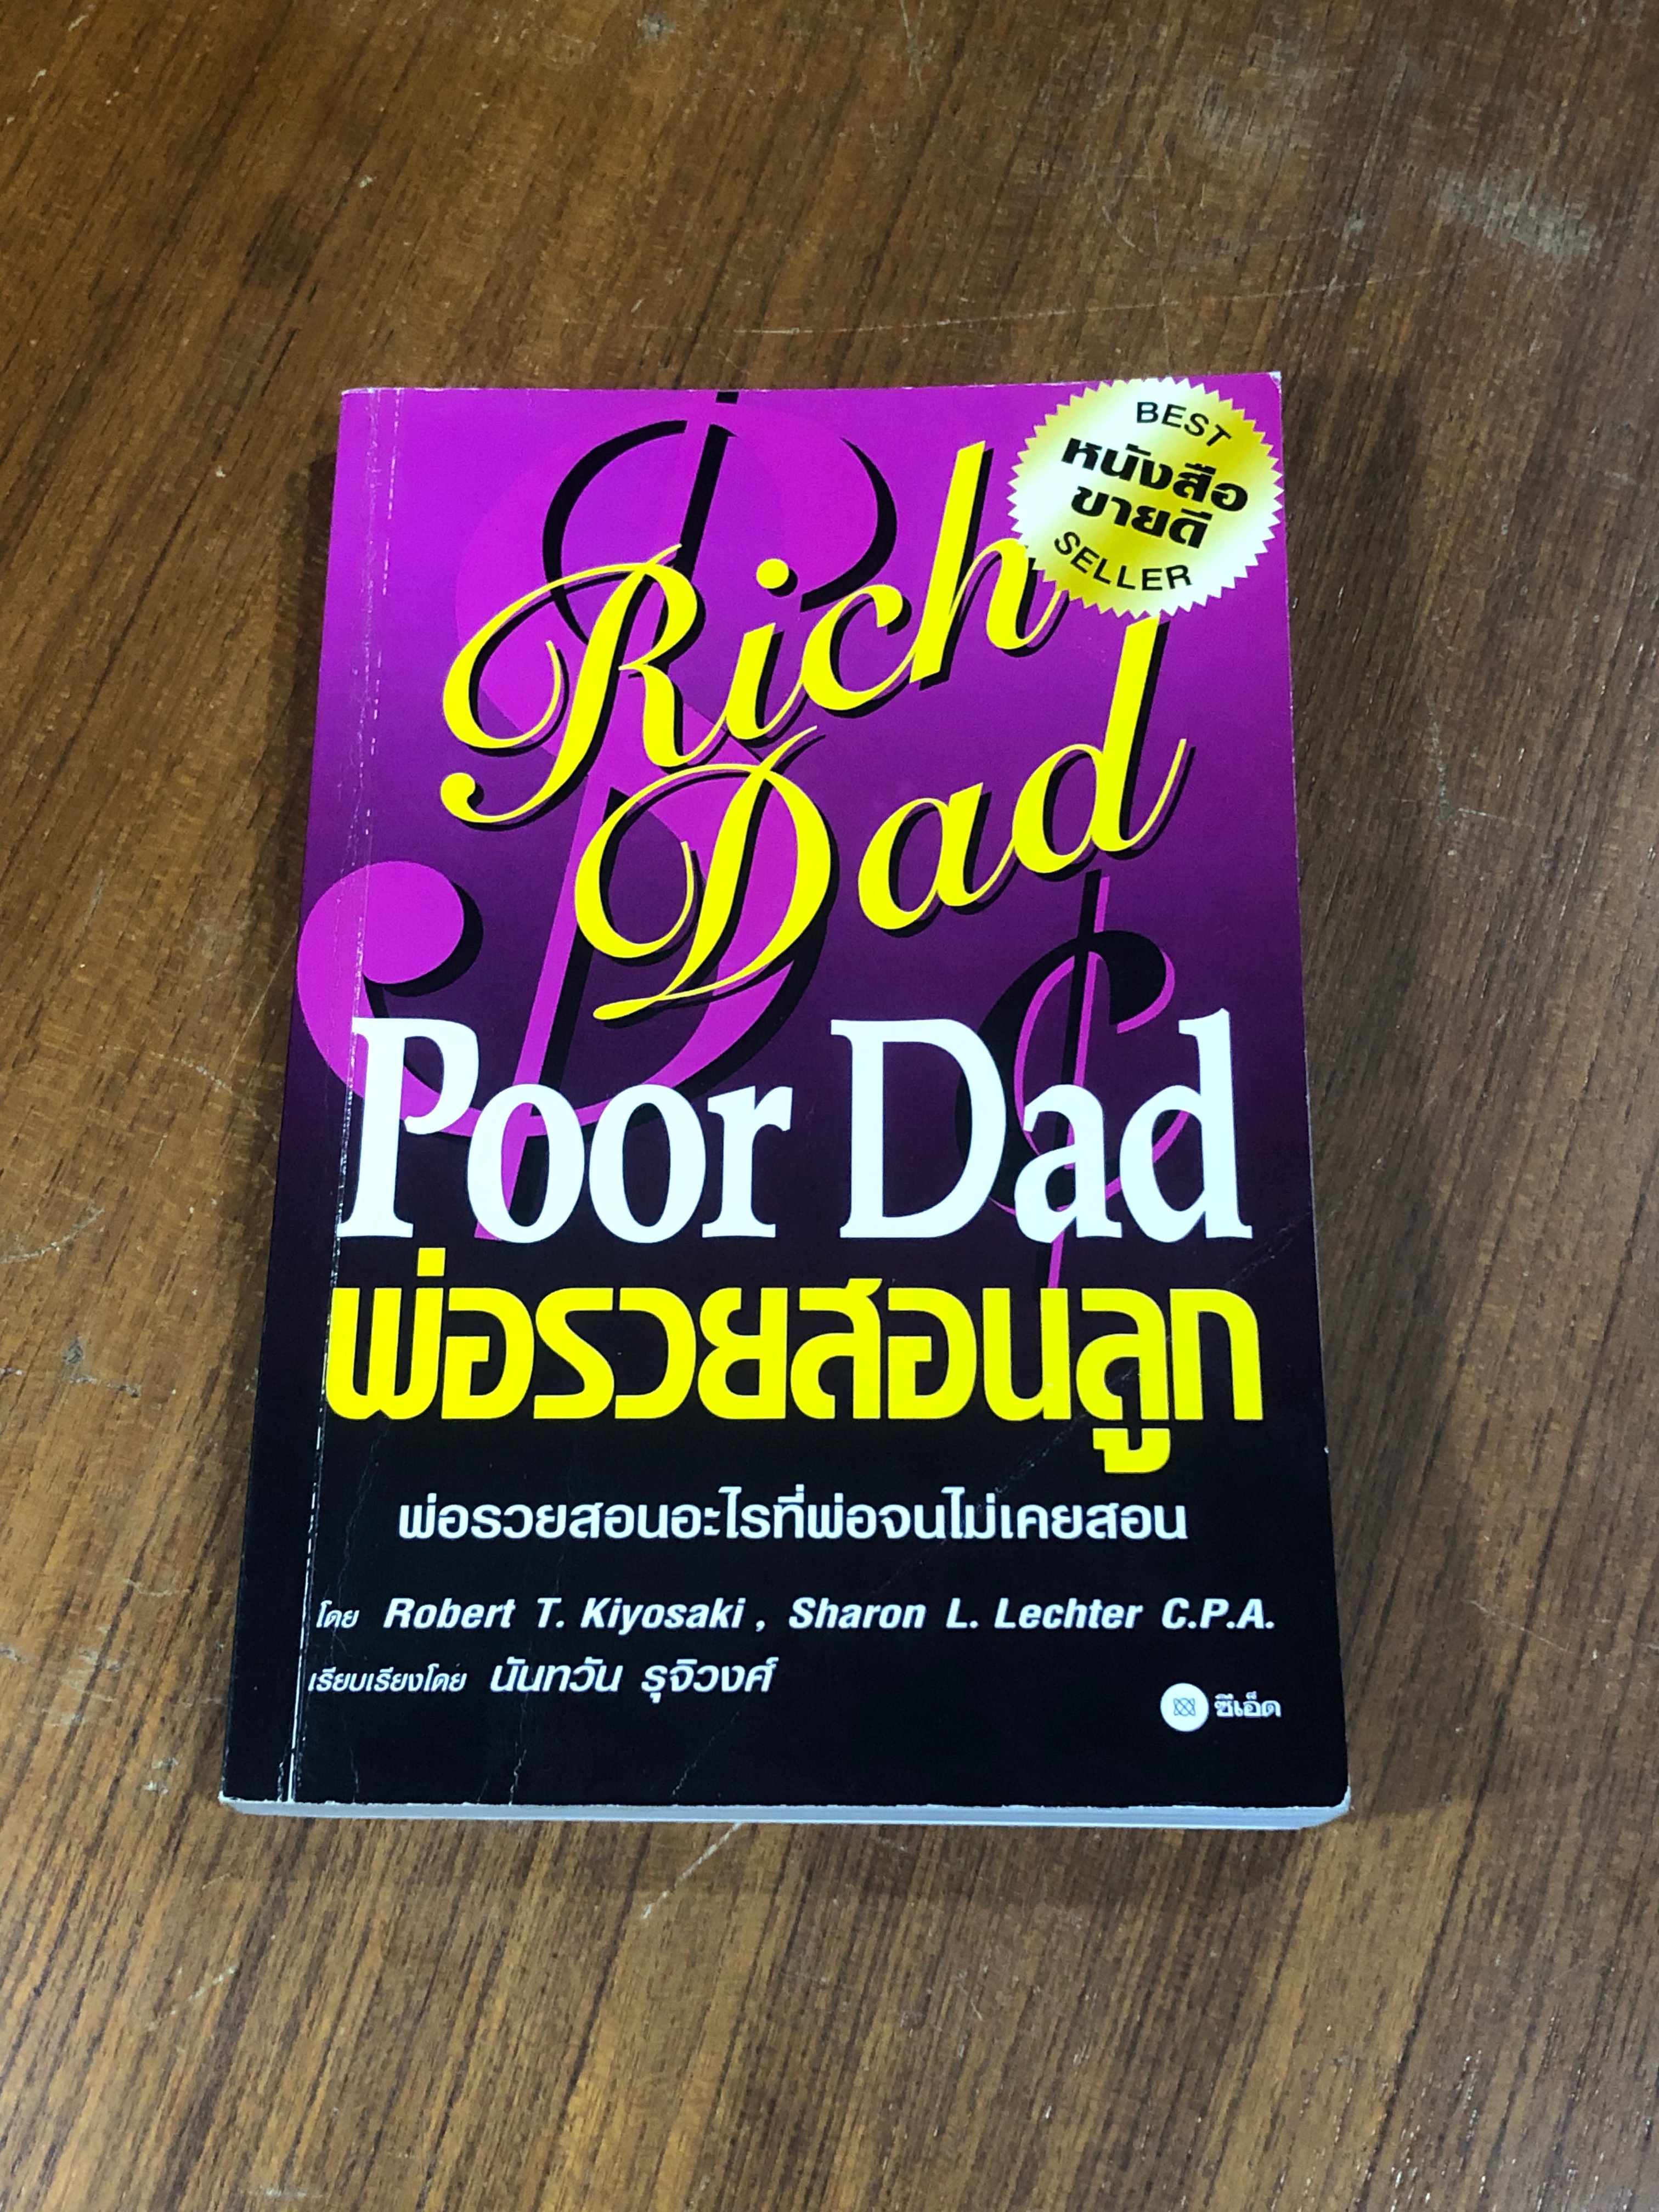 BEST
หนังสือ
ขายดี
SELLER
Rich
Dad
Poor Dad
พ่อรวยสอนลูก
พ่อรวยสอนอะไรที่พ่อจนไม่เคยสอน
โดย Robert T. Kiyosaki , Sharon L. Lechter C.P.A.
เรียบเรียงโดย นันทวัน รุจิวงศ์
ซีเอ็ด